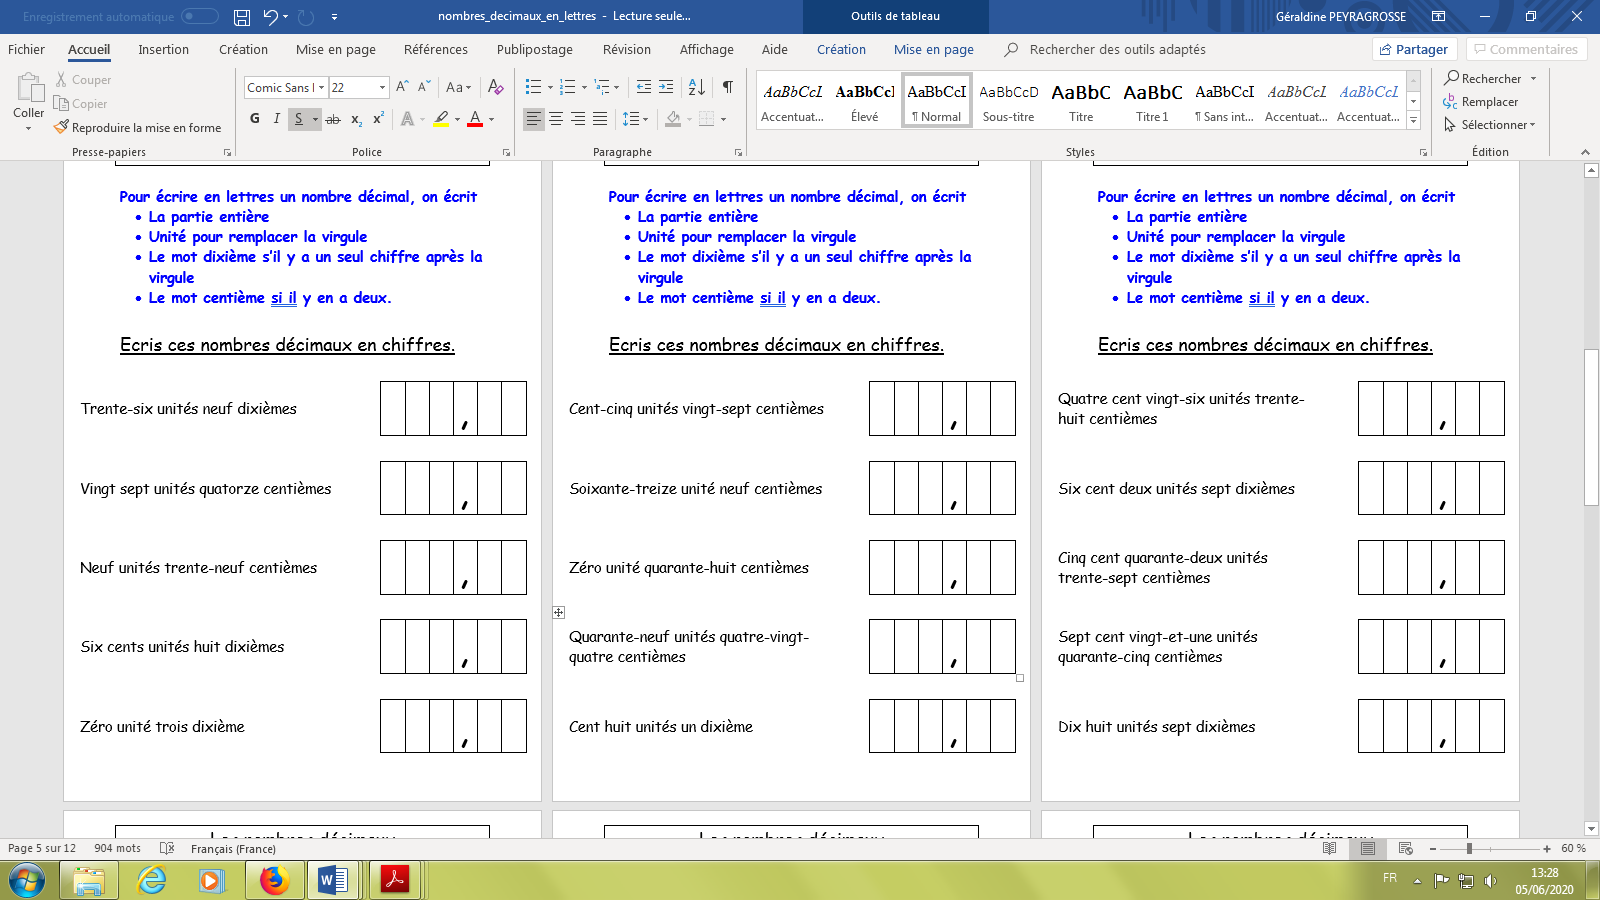 Enregistrement automatique
nombres_decimaux_en_lettres - Lecture seule...
Outils de tableau
Géraldine PEYRAGROSSE
Fichier Accueil Insertion Création Mise en page Références Publipostage Révision Affichage Aide Création Mise en page Rechercher des outils adaptés Partager Commentaires
Coller
Couper
Copier
Reproduire la mise en forme
Presse-papiers
Comic Sans I 22
G I S ab x₂ x²
Police
Paragraphe
AaBbCcL AaBbCcI AaBbCcI AaBbCcD AaBbC AaBbC AaBbCcI AaBbCcL AaBbCcL
Accentuat... Élevé ¶ Normal Sous-titre Titre Titre 1 ¶ Sans int... Accentuat... Accentuat...
Styles
Rechercher
Remplacer
Sélectionner
Édition
Pour écrire en lettres un nombre décimal, on écrit
• La partie entière
• Unité pour remplacer la virgule
• Le mot dixième s'il y a un seul chiffre après la
virgule
• Le mot centième si il y en a deux.
Ecris ces nombres décimaux en chiffres.
Trente-six unités neuf dixièmes ,
Vingt sept unités quatorze centièmes ,
Neuf unités trente-neuf centièmes ,
Six cents unités huit dixièmes ,
Zéro unité trois dixième ,
Pour écrire en lettres un nombre décimal, on écrit
• La partie entière
• Unité pour remplacer la virgule
• Le mot dixième s'il y a un seul chiffre après la
virgule
• Le mot centième si il y en a deux.
Ecris ces nombres décimaux en chiffres.
Cent-cinq unités vingt-sept centièmes ,
Soixante-treize unité neuf centièmes ,
Zéro unité quarante-huit centièmes ,
Quarante-neuf unités quatre-vingt-
quatre centièmes ,
Cent huit unités un dixième ,
Pour écrire en lettres un nombre décimal, on écrit
• La partie entière
• Unité pour remplacer la virgule
• Le mot dixième s'il y a un seul chiffre après la
virgule
• Le mot centième si il y en a deux.
Ecris ces nombres décimaux en chiffres.
Quatre cent vingt-six unités trente-
huit centièmes ,
Six cent deux unités sept dixièmes ,
Cinq cent quarante-deux unités
trente-sept centièmes ,
Sept cent vingt-et-une unités
quarante-cinq centièmes ,
Dix huit unités sept dixièmes ,
Les nombres décimaux
Les nombres décimaux
Les nombres décimaux
Page 5 sur 12 904 mots Français (France) 60 %
FR
13:28
05/06/2020